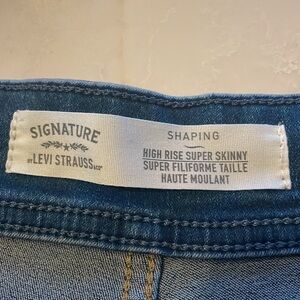 SIGNATURE
BY LEVI STRAUSS & CO.
SHAPING
HIGH RISE SUPER SKINNY
SUPER FILIFORME TAILLE
HAUTE MOULANT